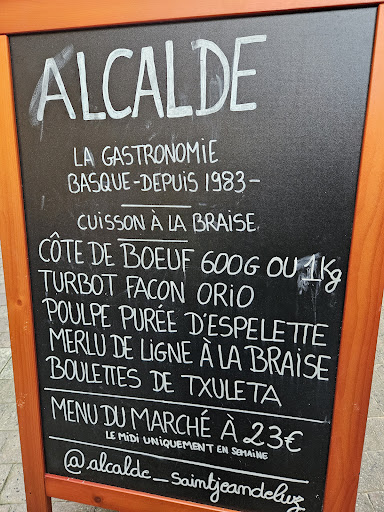 ALCALDE
LA GASTRONOMIE
BASQUE-DEPUIS 1983-
CUISSON À LA BRAISE
CÔTE DE BOEUF 600G OU 1Kg
TURBOT FACON ORIO
POULPE PURÉE D'ESPELETTE
MERLU DE LIGNE À LA BRAISE
BOULETTES DE TXULETA
MENU DU MARCHÉ À 23€
LE MIDI UNIQUEMENT EN SEMAINE
@alcalde_saintjeandeluz